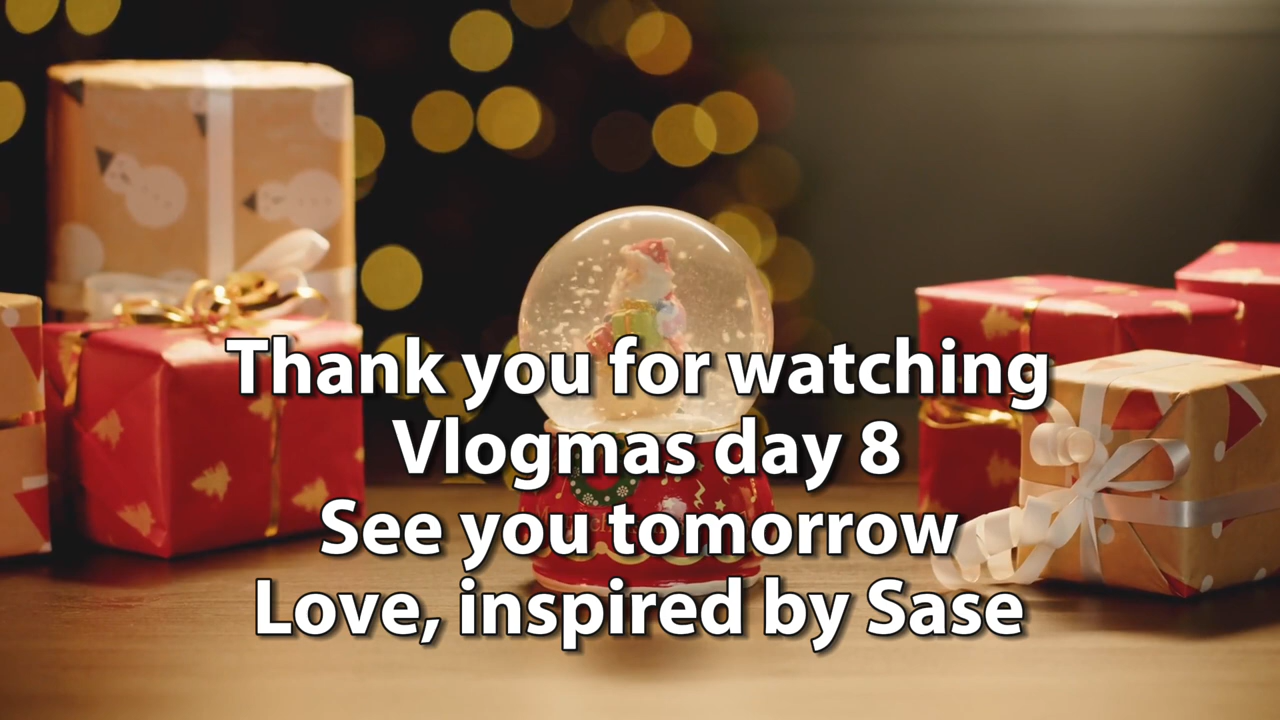 Thank you for watching
Vlogmas day 8
See you tomorrow
Love, inspired by Sase